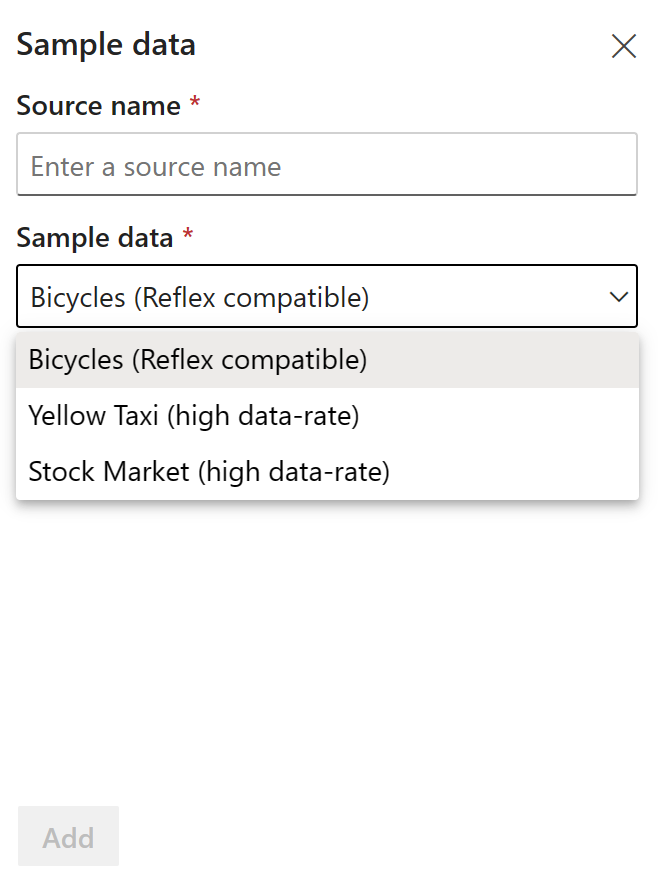 Sample data
Source name *
Enter a source name
Sample data *
Bicycles (Reflex compatible)
Bicycles (Reflex compatible)
Yellow Taxi (high data-rate)
Stock Market (high data-rate)
Add